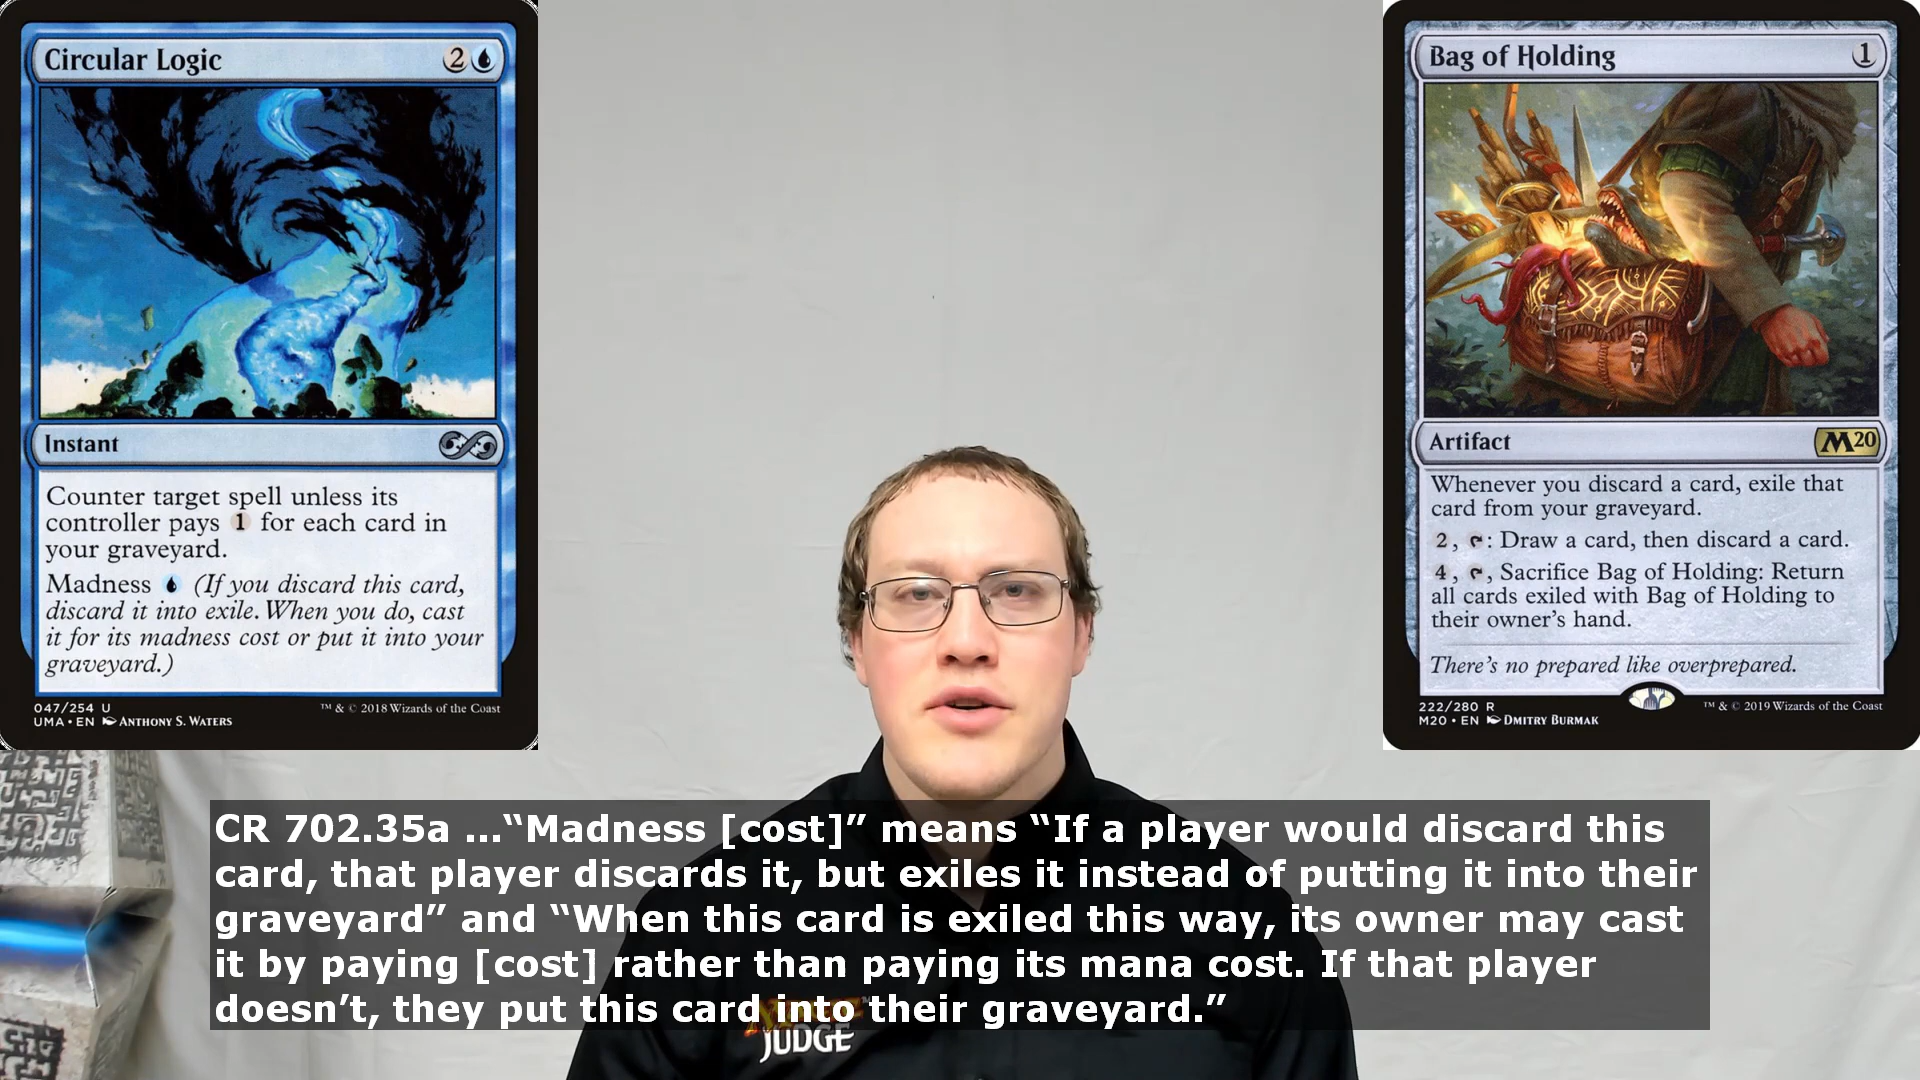 Circular Logic
2
Instant
Counter target spell unless its
controller pays 1 for each card in
your graveyard.
Madness (If you discard this card,
discard it into exile. When you do, cast
it for its madness cost or put it into your
graveyard.)
047/254 U
UMA • EN ANTHONY S. WATERS
™ & © 2018 Wizards of the Coast
Bag of Holding
1
Artifact
M20
Whenever you discard a card, exile that
card from your graveyard.
2, : Draw a card, then discard a card.
4, , Sacrifice Bag of Holding: Return
all cards exiled with Bag of Holding to
their owner's hand.
There's no prepared like overprepared.
222/280 R
M20 • EN DMITRY BURMAK
™ & © 2019 Wizards of the Coast
CR 702.35a ...“Madness [cost]” means “If a player would discard this
card, that player discards it, but exiles it instead of putting it into their
graveyard” and “When this card is exiled this way, its owner may cast
it by paying [cost] rather than paying its mana cost. If that player
doesn’t, they put this card into their graveyard.”
JUDGE